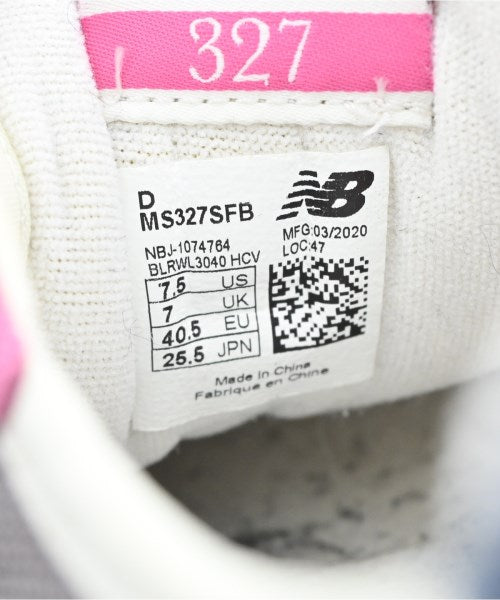 327
D
MS327SFB
NB
NBJ-1074764
BLRWL3040 HCV
MFG:03/2020
LOC:47
7.5 US
7 UK
40.5 EU
25.5 JPN
Made in China
Fabriqué en Chine